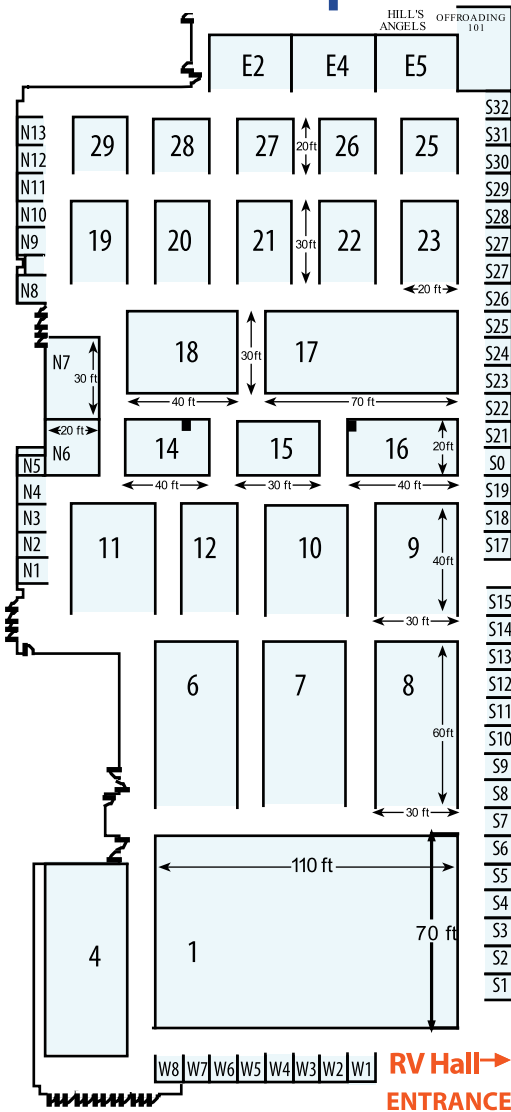 HILL'S
ANGELS
OFFROADING
101
E2 E4 E5
S32
N13 29 28 27 20ft 26 25 S31
N12 S30
N11 S29
N10 S28
N9 19 20 21 30ft 22 23 S27
S27
N8 20 ft S26
S25
N7 18 30ft 17 S24
30 ft S23
40 ft 70 ft S22
20 ft S21
N6 14 15 16 20ft
N5 S0
40 ft 30 ft 40 ft
N4 S19
N3 S18
N2 11 12 10 9 40ft S17
N1
S15
30 ft S14
S13
6 7 8 S12
S11
60ft S10
S9
S8
30 ft S7
S6
110 ft S5
S4
4 1 70 ft S3
S2
S1
W8 W7 W6 W5 W4 W3 W2 W1 RV Hall
ENTRANCE